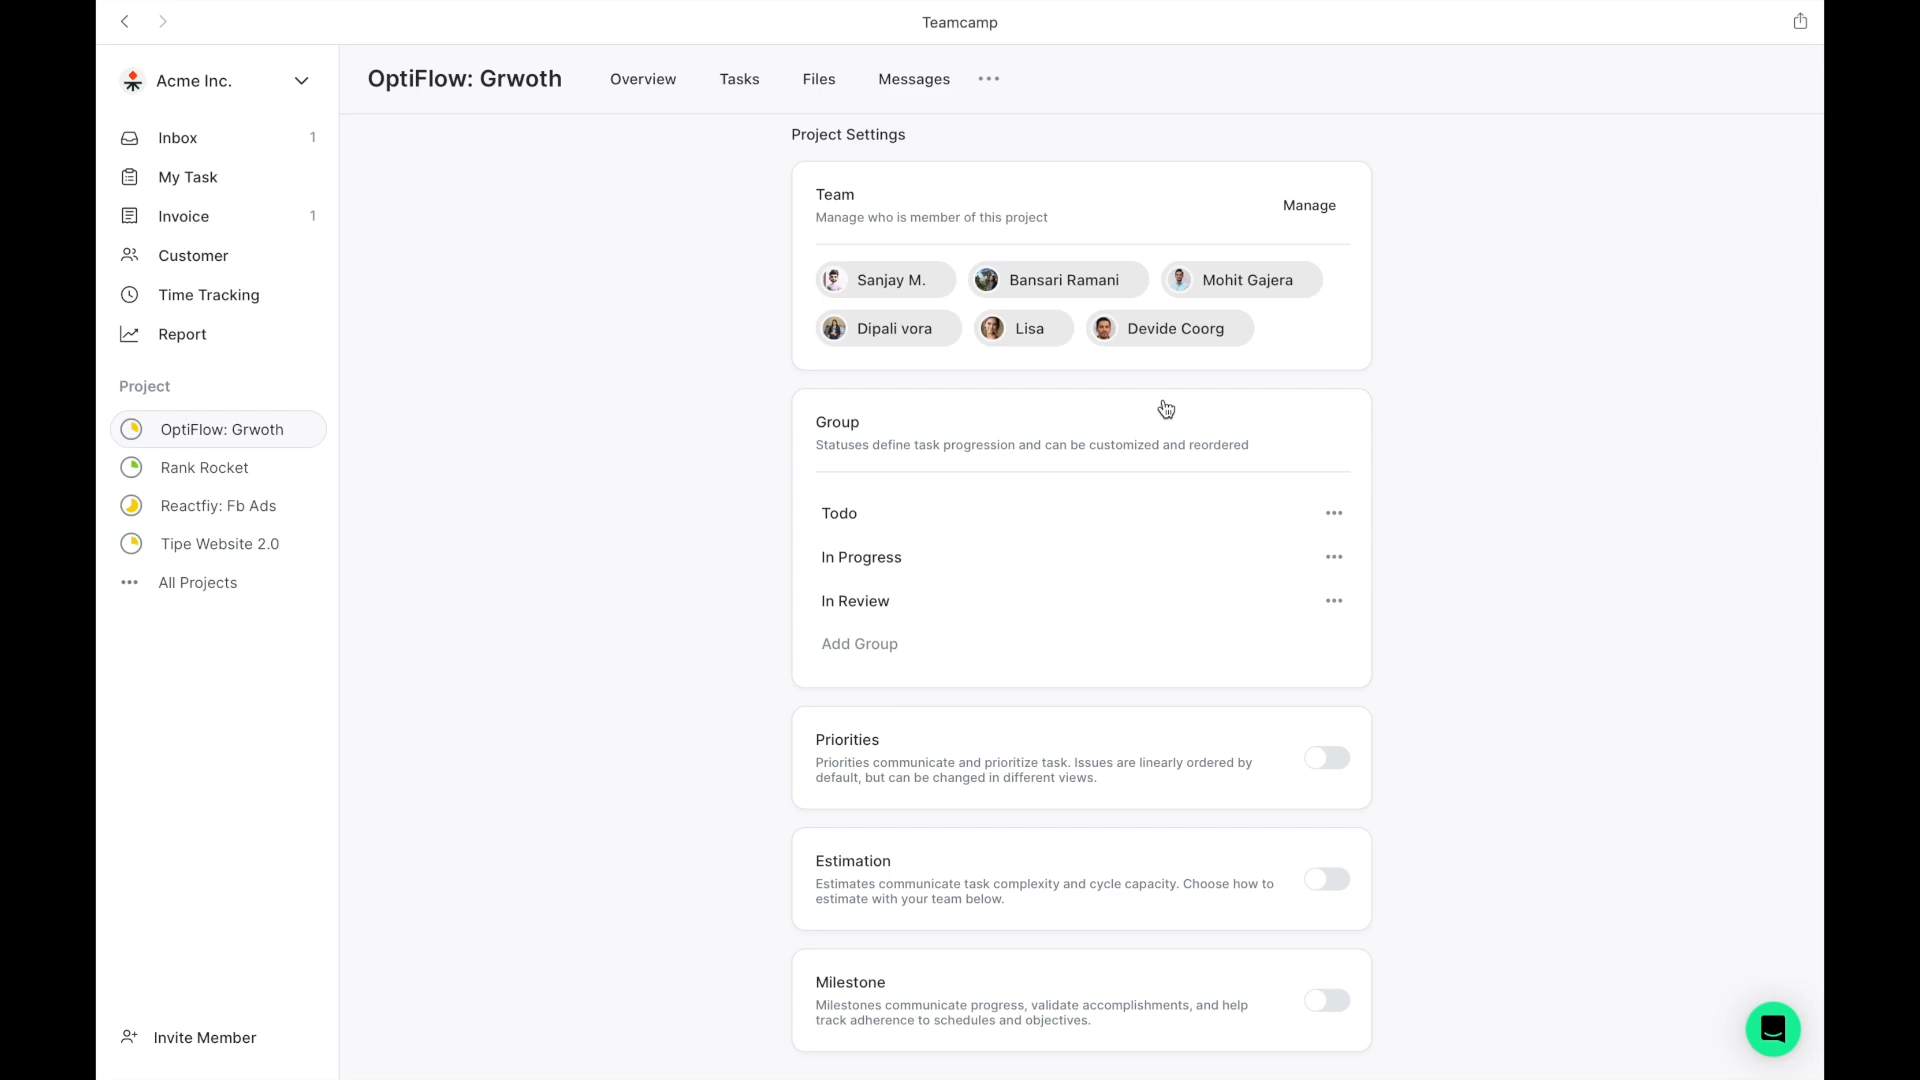 Teamcamp
Acme Inc.
Inbox 1
My Task
Invoice 1
Customer
Time Tracking
Report
Project
OptiFlow: Grwoth
Rank Rocket
Reactfiy: Fb Ads
Tipe Website 2.0
All Projects
Invite Member
OptiFlow: Grwoth Overview Tasks Files Messages
Project Settings
Team
Manage who is member of this project
Manage
Sanjay M. Bansari Ramani Mohit Gajera
Dipali vora Lisa Devide Coorg
Group
Statuses define task progression and can be customized and reordered
Todo
In Progress
In Review
Add Group
Priorities
Priorities communicate and prioritize task. Issues are linearly ordered by
default, but can be changed in different views.
Estimation
Estimates communicate task complexity and cycle capacity. Choose how to
estimate with your team below.
Milestone
Milestones communicate progress, validate accomplishments, and help
track adherence to schedules and objectives.